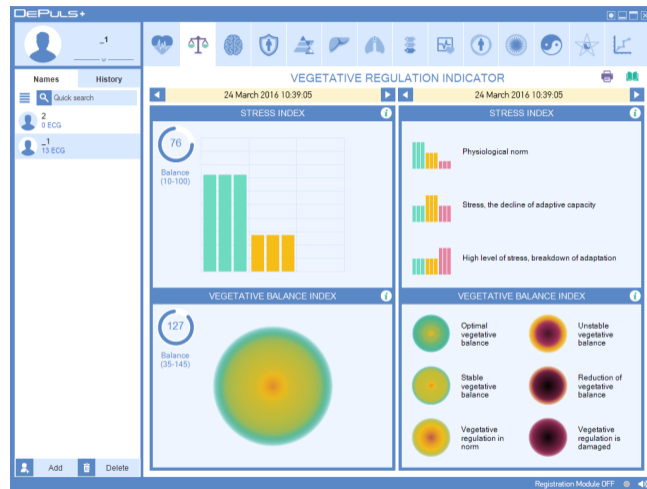 DePuls+
_1
Names
History
Quick search
2
0 ECG
_1
13 ECG
Add
Delete
VEGETATIVE REGULATION INDICATOR
24 March 2016 10:39:05
24 March 2016 10:39:05
STRESS INDEX
76
Balance
(10-100)
STRESS INDEX
Physiological norm
Stress, the decline of adaptive capacity
High level of stress, breakdown of adaptation
VEGETATIVE BALANCE INDEX
127
Balance
(35-145)
VEGETATIVE BALANCE INDEX
Optimal
vegetative
balance
Unstable
vegetative
balance
Stable
vegetative
balance
Reduction of
vegetative
balance
Vegetative
regulation in
norm
Vegetative
regulation is
damaged
Registration Module OFF